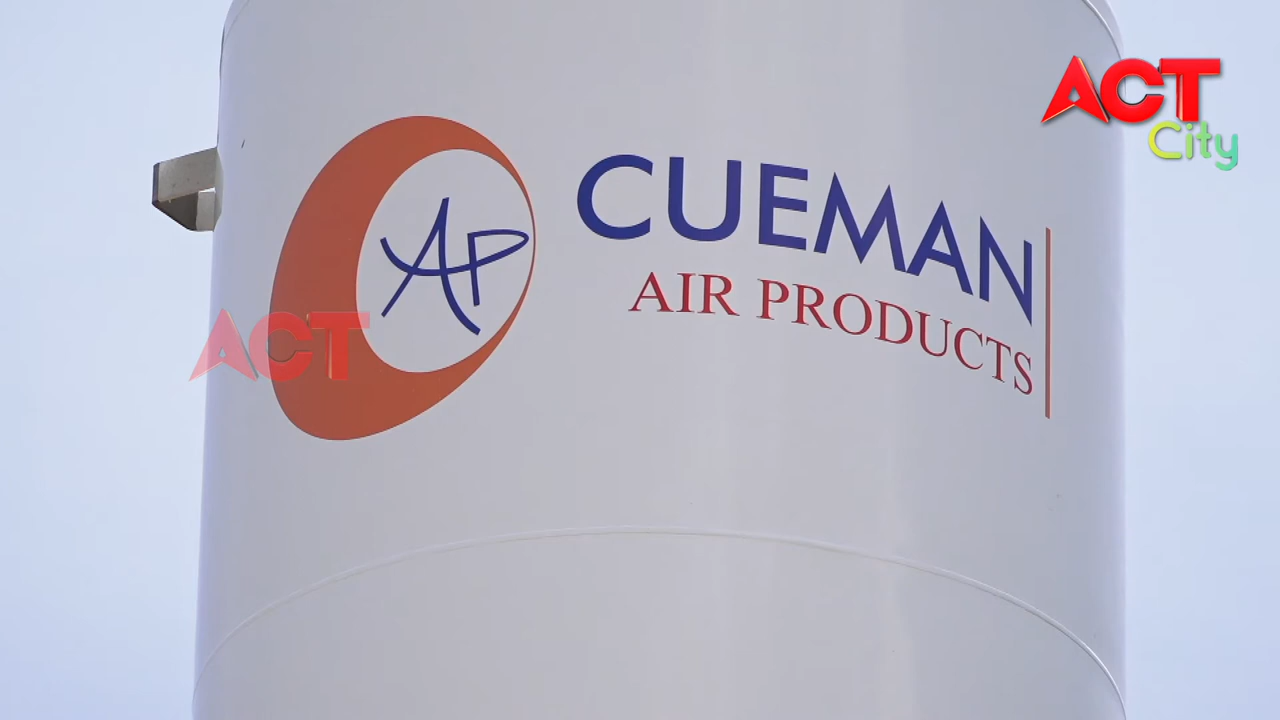 ACT
City
CUEMAN
AIR PRODUCTS
AP
ACT